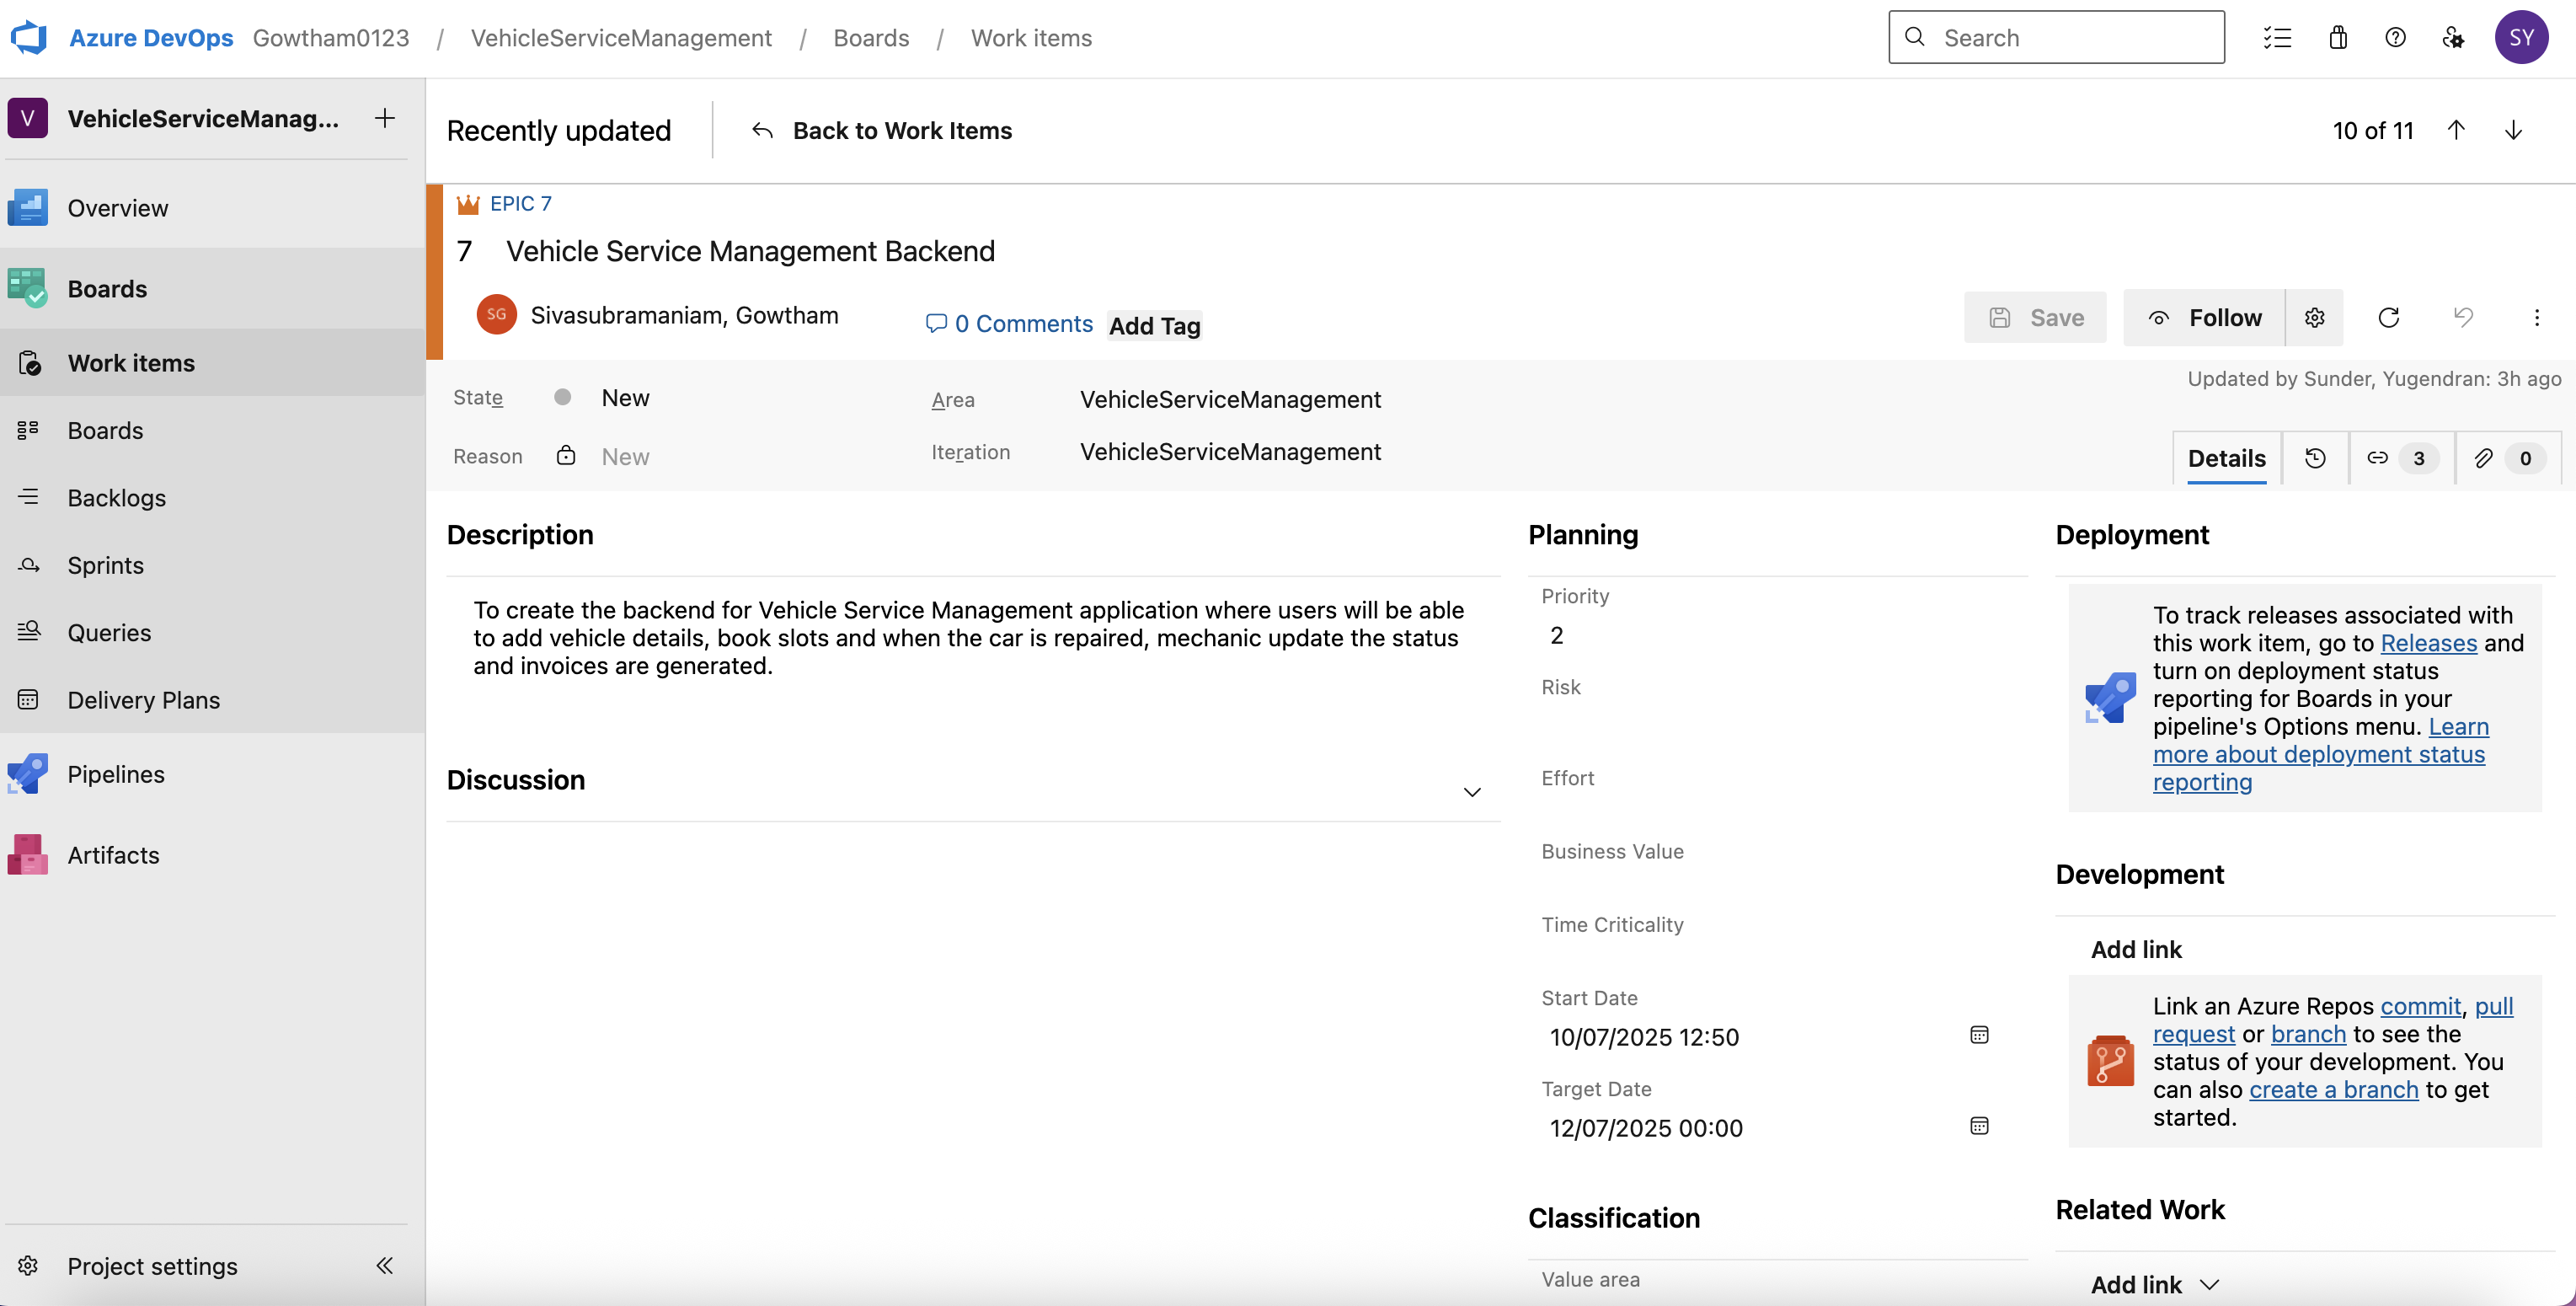 Azure DevOps Gowtham0123 / VehicleServiceManagement / Boards / Work items
Search
SY
V VehicleServiceManag...
Overview
Boards
Work items
Boards
Backlogs
Sprints
Queries
Delivery Plans
Pipelines
Artifacts
Project settings
Recently updated
Back to Work Items
10 of 11
EPIC 7
7 Vehicle Service Management Backend
SG Sivasubramaniam, Gowtham
0 Comments
Add Tag
Save
Follow
State
New
Area
VehicleServiceManagement
Updated by Sunder, Yugendran: 3h ago
Reason
New
Iteration
VehicleServiceManagement
Details
3
0
Description
To create the backend for Vehicle Service Management application where users will be able
to add vehicle details, book slots and when the car is repaired, mechanic update the status
and invoices are generated.
Discussion
Planning
Priority
2
Risk
Effort
Business Value
Time Criticality
Start Date
10/07/2025 12:50
Target Date
12/07/2025 00:00
Classification
Value area
Deployment
To track releases associated with
this work item, go to Releases and
turn on deployment status
reporting for Boards in your
pipeline's Options menu. Learn
more about deployment status
reporting
Development
Add link
Link an Azure Repos commit, pull
request or branch to see the
status of your development. You
can also create a branch to get
started.
Related Work
Add link